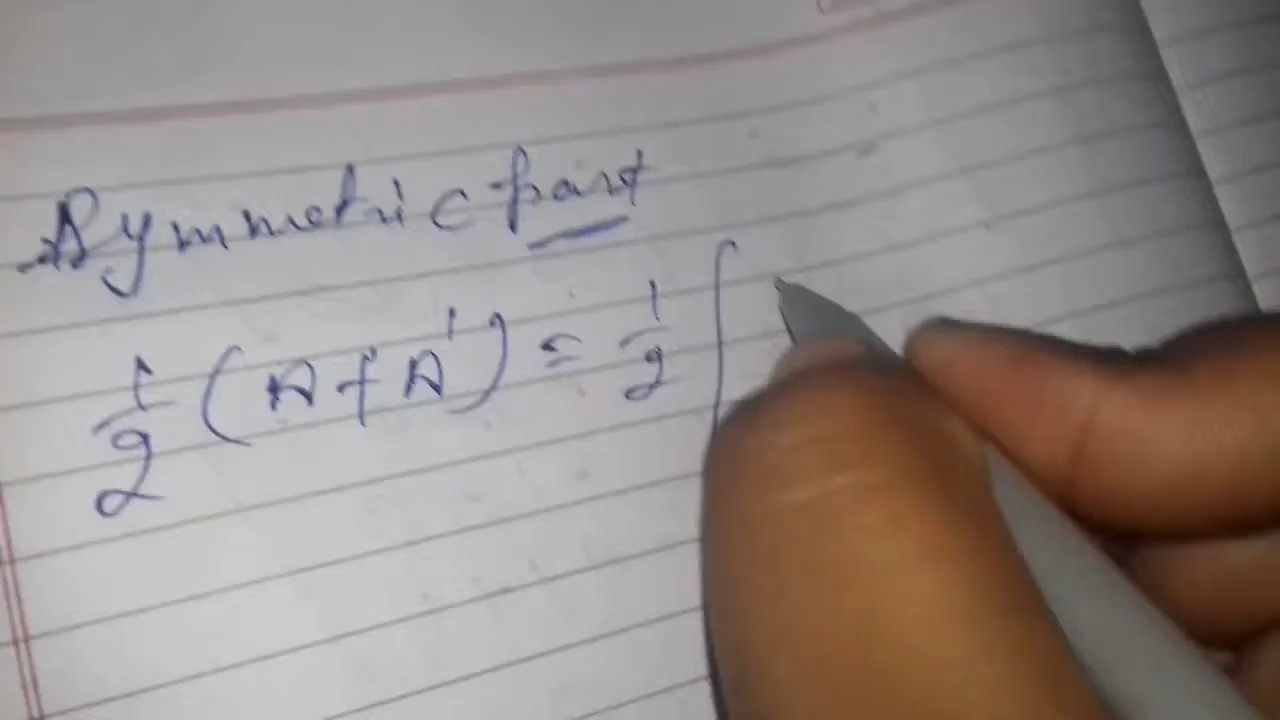 Symmetric part
1/2 (A + A') = 1/2 [